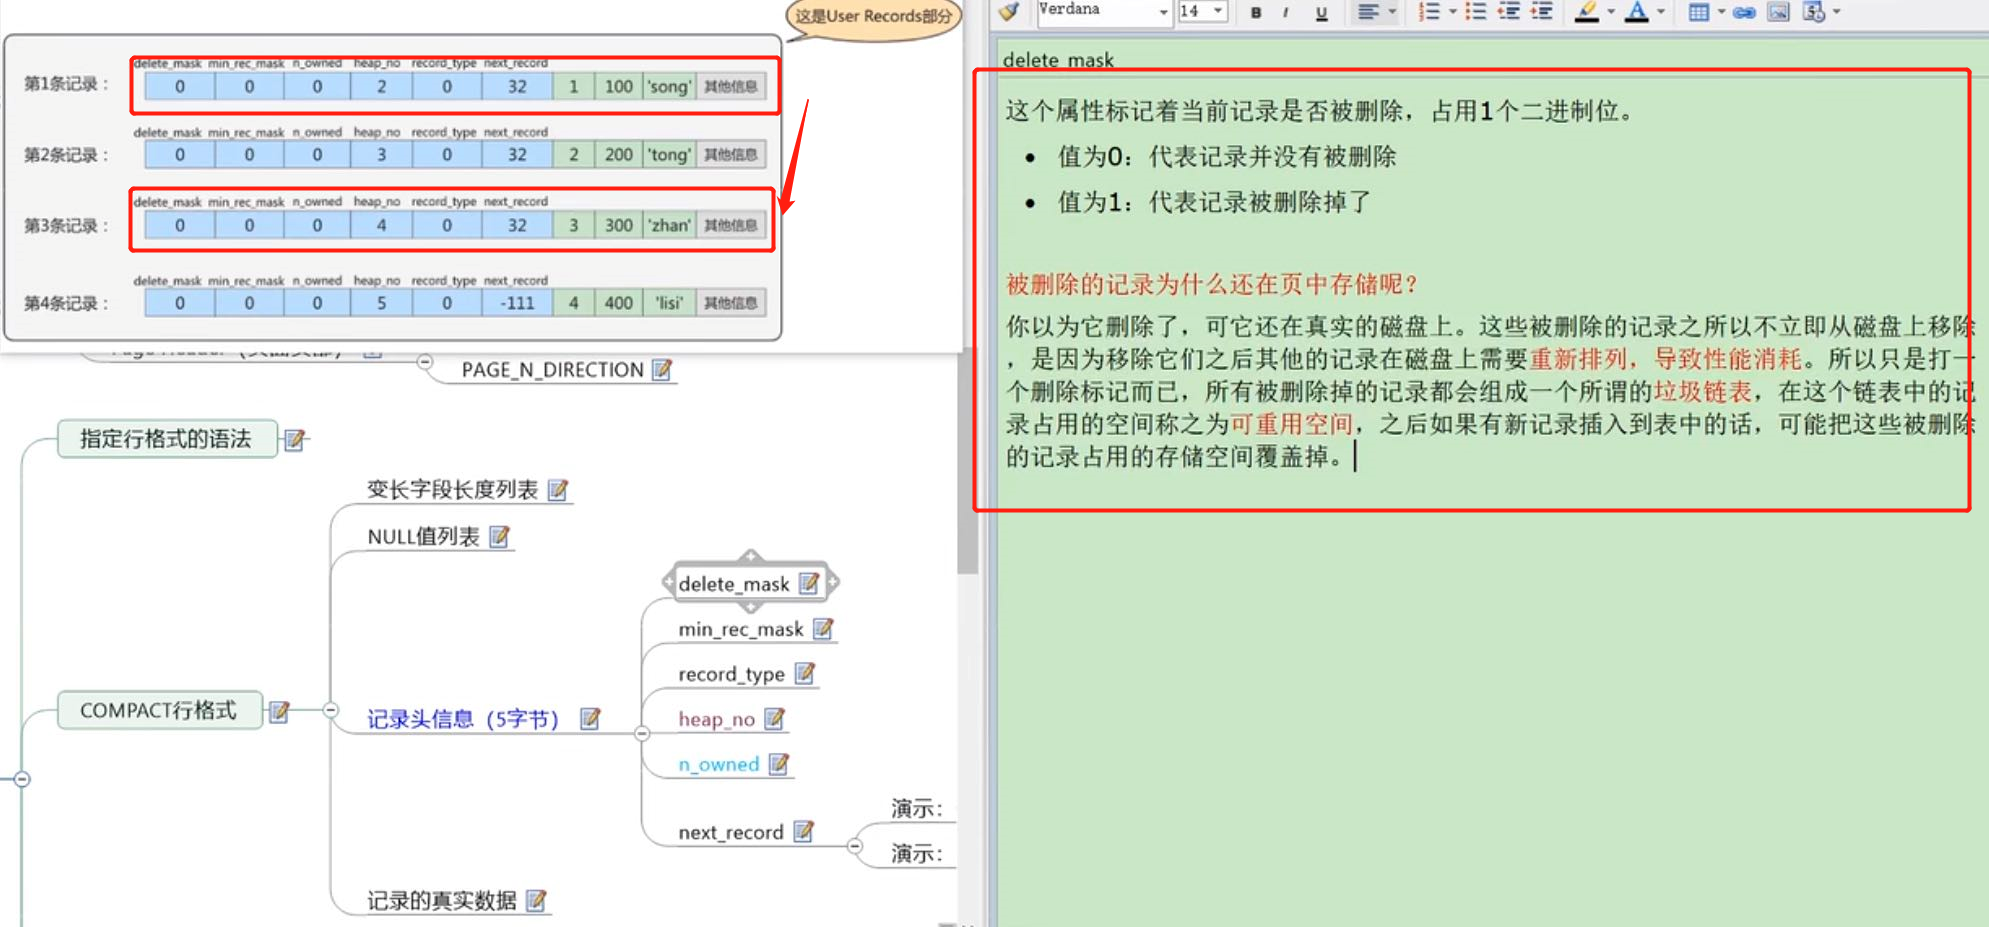 这是User Records部分
delete_mask min_rec_mask n_owned heap_no record_type next_record
第1条记录： 0 0 0 2 0 32 1 100 'song' 其他信息
delete_mask min_rec_mask n_owned heap_no record_type next_record
第2条记录： 0 0 0 3 0 32 2 200 'tong' 其他信息
delete_mask min_rec_mask n_owned heap_no record_type next_record
第3条记录： 0 0 0 4 0 32 3 300 'zhan' 其他信息
delete_mask min_rec_mask n_owned heap_no record_type next_record
第4条记录： 0 0 0 5 0 -111 4 400 'lisi' 其他信息
PAGE_N_DIRECTION
指定行格式的语法
变长字段长度列表
NULL值列表
delete_mask
min_rec_mask
record_type
COMPACT行格式
记录头信息（5字节）
heap_no
n_owned
next_record
演示：
演示：
记录的真实数据
Verdana 14 B I U
delete mask
这个属性标记着当前记录是否被删除，占用1个二进制位。
• 值为0：代表记录并没有被删除
• 值为1：代表记录被删除掉了
被删除的记录为什么还在页中存储呢？
你以为它删除了，可它还在真实的磁盘上。这些被删除的记录之所以不立即从磁盘上移除
，是因为移除它们之后其他的记录在磁盘上需要重新排列，导致性能消耗。所以只是打一
个删除标记而已，所有被删除掉的记录都会组成一个所谓的垃圾链表，在这个链表中的记
录占用的空间称之为可重用空间，之后如果有新记录插入到表中的话，可能把这些被删除
的记录占用的存储空间覆盖掉。